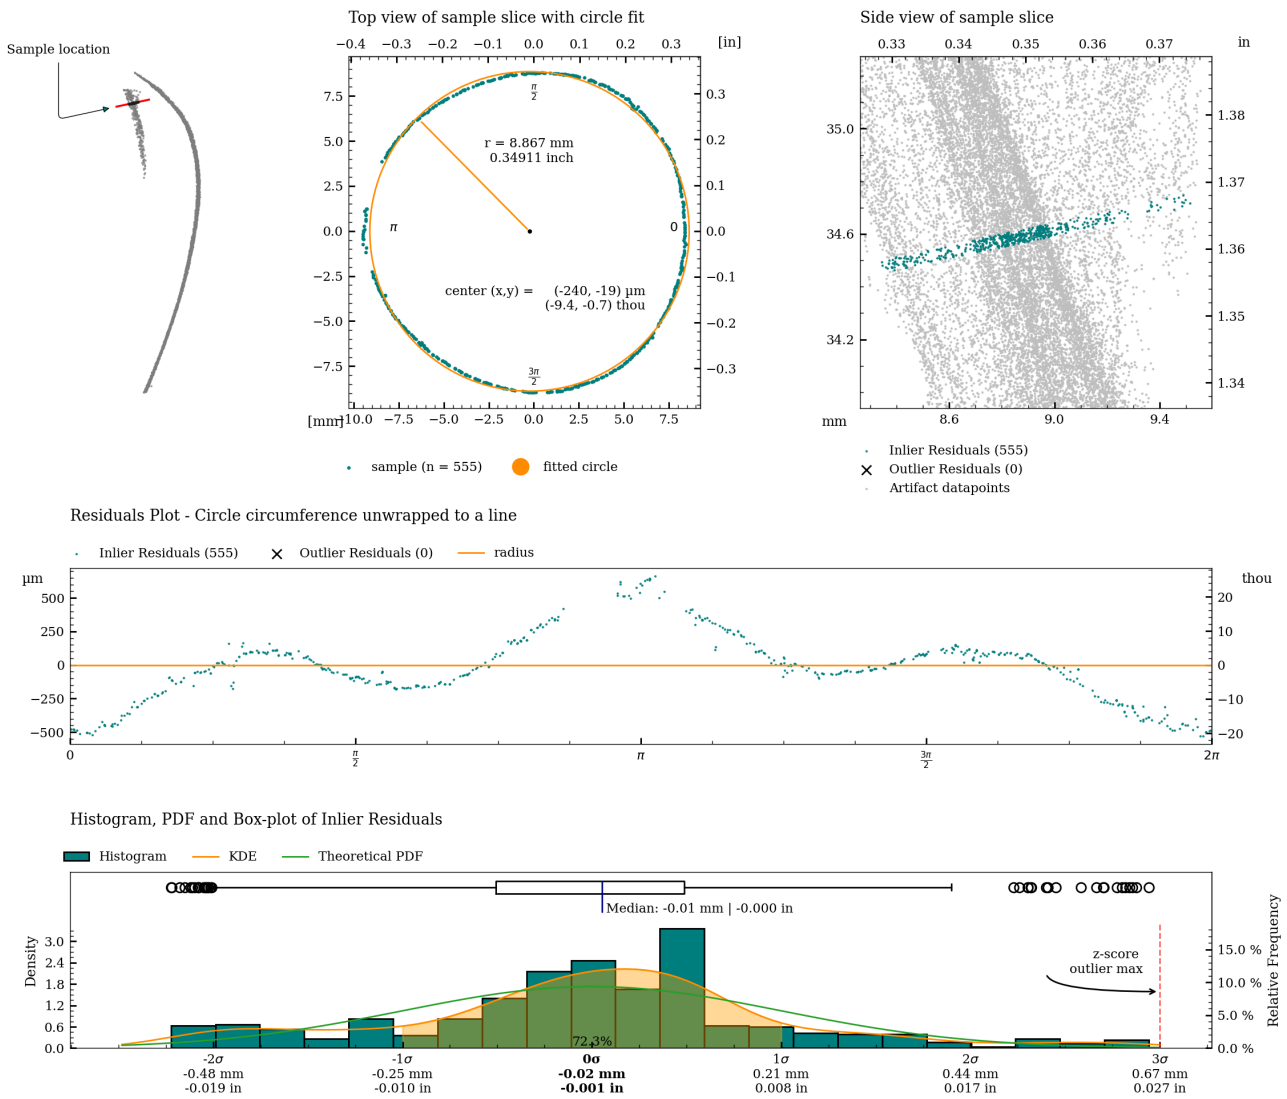 Sample location
Top view of sample slice with circle fit
−0.4 −0.3 −0.2 −0.1 0.0 0.1 0.2 0.3 [in]
7.5
5.0
2.5
0.0
−2.5
−5.0
−7.5
0.3
0.2
0.1
0.0
−0.1
−0.2
−0.3
π/2
r = 8.867 mm
0.34911 inch
π 0
center (x,y) = (-240, -19) µm
(-9.4, -0.7) thou
3π/2
[mm] −10.0 −7.5 −5.0 −2.5 0.0 2.5 5.0 7.5
sample (n = 555) fitted circle
Side view of sample slice
0.33 0.34 0.35 0.36 0.37 in
35.0
34.6
34.2
1.38
1.37
1.36
1.35
1.34
mm 8.6 9.0 9.4
Inlier Residuals (555)
Outlier Residuals (0)
Artifact datapoints
Residuals Plot - Circle circumference unwrapped to a line
Inlier Residuals (555) Outlier Residuals (0) radius
µm thou
500 20
250 10
0 0
−250 −10
−500 −20
0 π/2 π 3π/2 2π
Histogram, PDF and Box-plot of Inlier Residuals
Histogram KDE Theoretical PDF
Median: -0.01 mm | -0.000 in
Density
3.0
2.4
1.8
1.2
0.6
0.0
z-score
outlier max
72.3%
Relative Frequency
15.0 %
10.0 %
5.0 %
0.0 %
-2σ -1σ 0σ 1σ 2σ 3σ
-0.48 mm -0.25 mm -0.02 mm 0.21 mm 0.44 mm 0.67 mm
-0.019 in -0.010 in -0.001 in 0.008 in 0.017 in 0.027 in